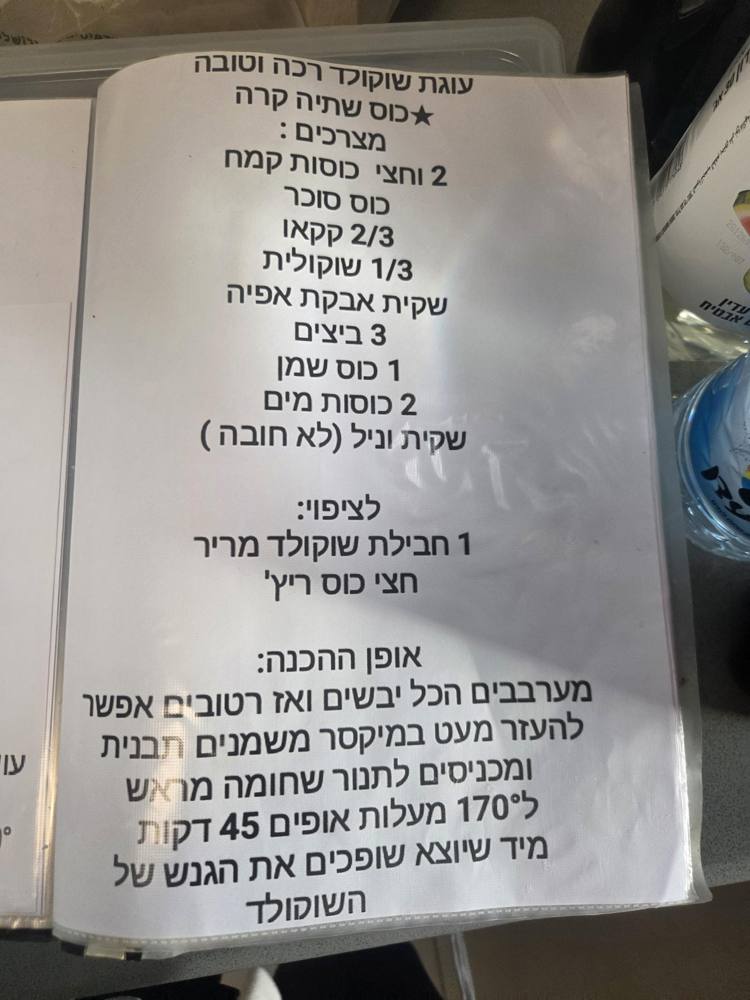 עוגת שוקולד רכה וטובה
★כוס שתיה קרה
מצרכים :
2 וחצי כוסות קמח
כוס סוכר
2/3 קקאו
1/3 שוקולית
שקית אבקת אפיה
3 ביצים
1 כוס שמן
2 כוסות מים
שקית וניל (לא חובה )
לציפוי:
1 חבילת שוקולד מריר
חצי כוס ריץ'
אופן ההכנה:
מערבבים הכל יבשים ואז רטובים אפשר
להעזר מעט במיקסר משמנים תבנית
ומכניסים לתנור שחומה מראש
ל170° מעלות אופים 45 דקות
מיד שיוצא שופכים את הגנש של
השוקולד
עדין
אבטיח